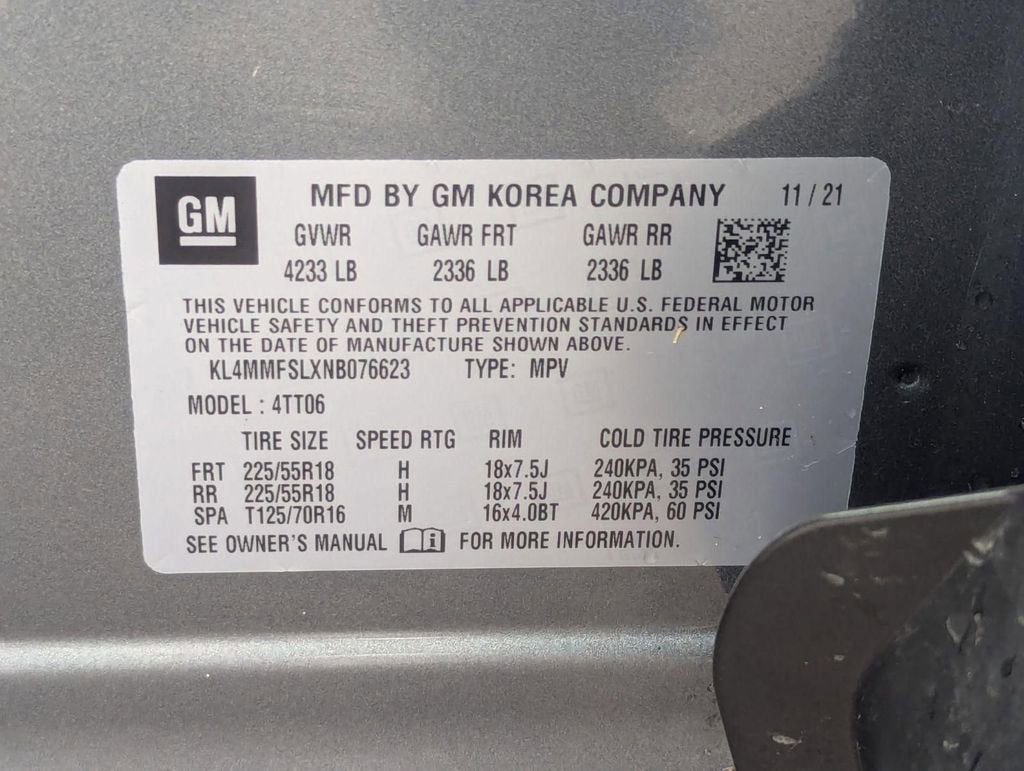 GM
MFD BY GM KOREA COMPANY 11 / 21
GVWR GAWR FRT GAWR RR
4233 LB 2336 LB 2336 LB
THIS VEHICLE CONFORMS TO ALL APPLICABLE U.S. FEDERAL MOTOR
VEHICLE SAFETY AND THEFT PREVENTION STANDARDS IN EFFECT
ON THE DATE OF MANUFACTURE SHOWN ABOVE.
KL4MMFSLXNB076623 TYPE: MPV
MODEL : 4TT06
TIRE SIZE SPEED RTG RIM COLD TIRE PRESSURE
FRT 225/55R18 H 18x7.5J 240KPA, 35 PSI
RR 225/55R18 H 18x7.5J 240KPA, 35 PSI
SPA T125/70R16 M 16x4.0BT 420KPA, 60 PSI
SEE OWNER'S MANUAL i FOR MORE INFORMATION.